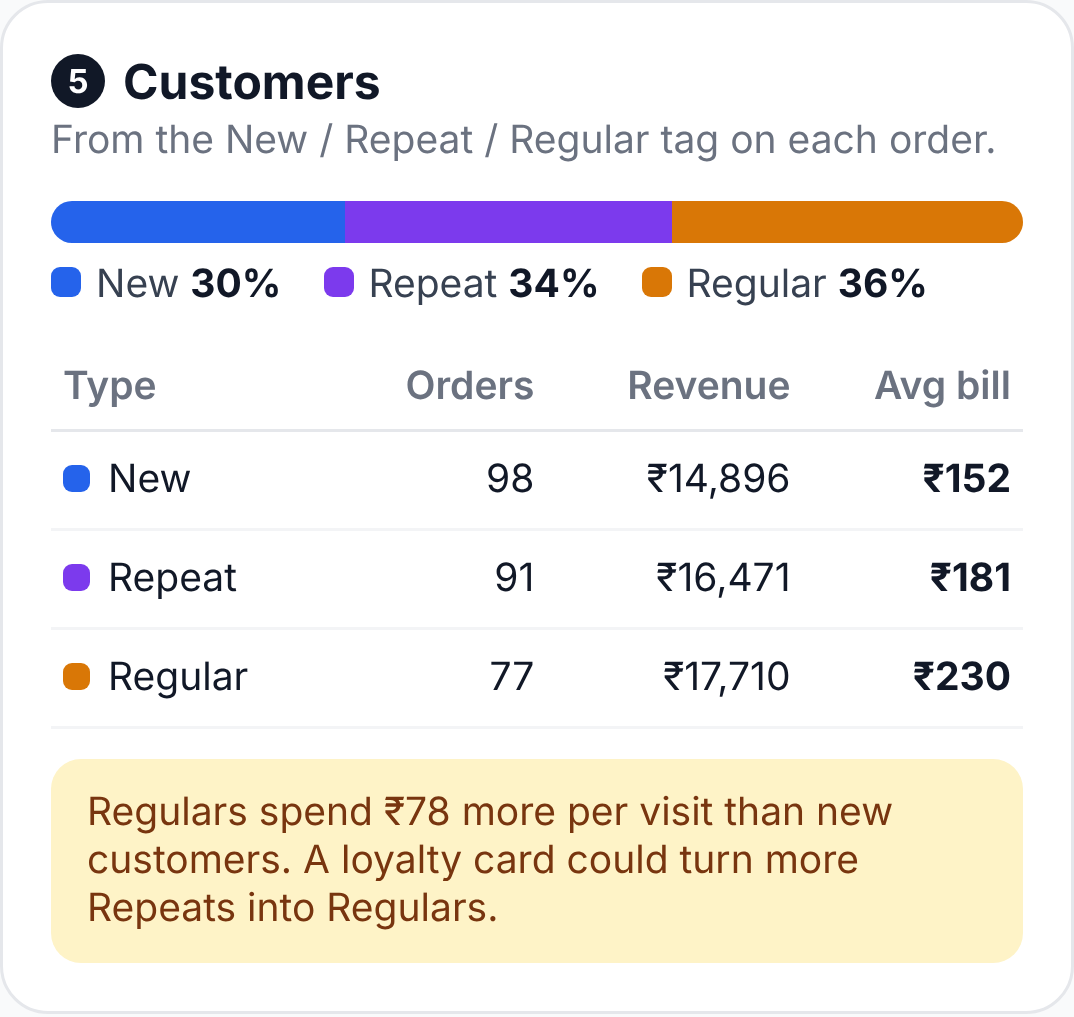 5 Customers
From the New / Repeat / Regular tag on each order.
New 30% Repeat 34% Regular 36%
Type Orders Revenue Avg bill
New 98 ₹14,896 ₹152
Repeat 91 ₹16,471 ₹181
Regular 77 ₹17,710 ₹230
Regulars spend ₹78 more per visit than new
customers. A loyalty card could turn more
Repeats into Regulars.